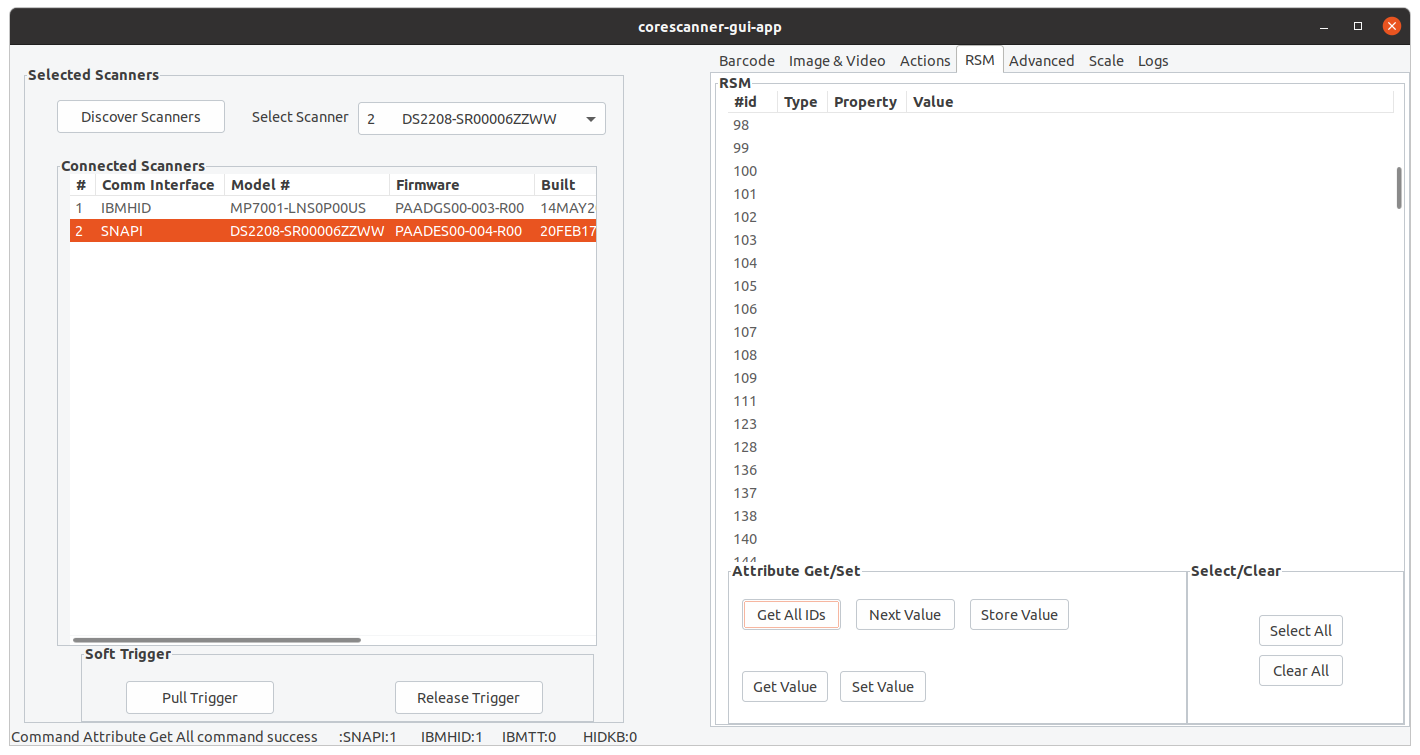 corescanner-gui-app
Selected Scanners
Discover Scanners
Select Scanner
2 DS2208-SR00006ZZWW
Connected Scanners
# Comm Interface Model # Firmware Built
1 IBMHID MP7001-LNS0P00US PAADGS00-003-R00 14MAY2
2 SNAPI DS2208-SR00006ZZWW PAADES00-004-R00 20FEB17
Soft Trigger
Pull Trigger
Release Trigger
Barcode Image & Video Actions RSM Advanced Scale Logs
RSM
#id Type Property Value
98
99
100
101
102
103
104
105
106
107
108
109
111
123
128
136
137
138
140
144
Attribute Get/Set
Get All IDs Next Value Store Value
Get Value Set Value
Select/Clear
Select All
Clear All
Command Attribute Get All command success :SNAPI:1 IBMHID:1 IBMTT:0 HIDKB:0